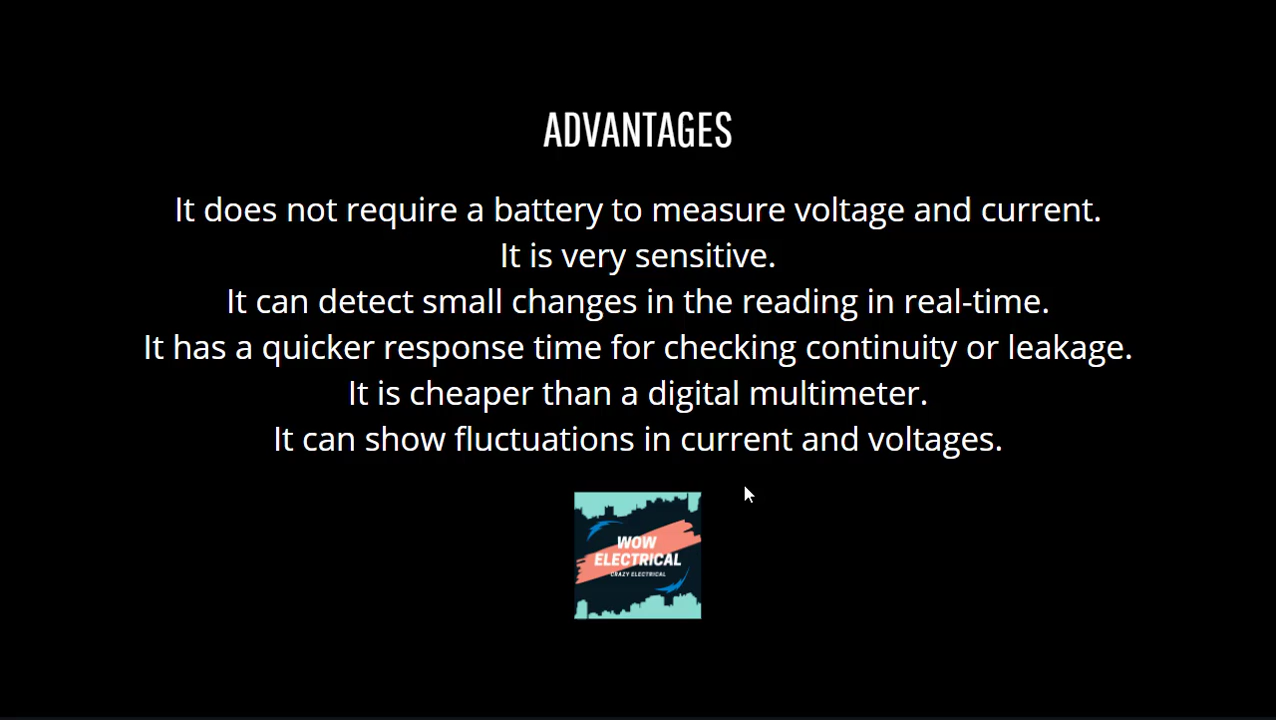 ADVANTAGES
It does not require a battery to measure voltage and current.
It is very sensitive.
It can detect small changes in the reading in real-time.
It has a quicker response time for checking continuity or leakage.
It is cheaper than a digital multimeter.
It can show fluctuations in current and voltages.
WOW
ELECTRICAL
CRAZY ELECTRICAL